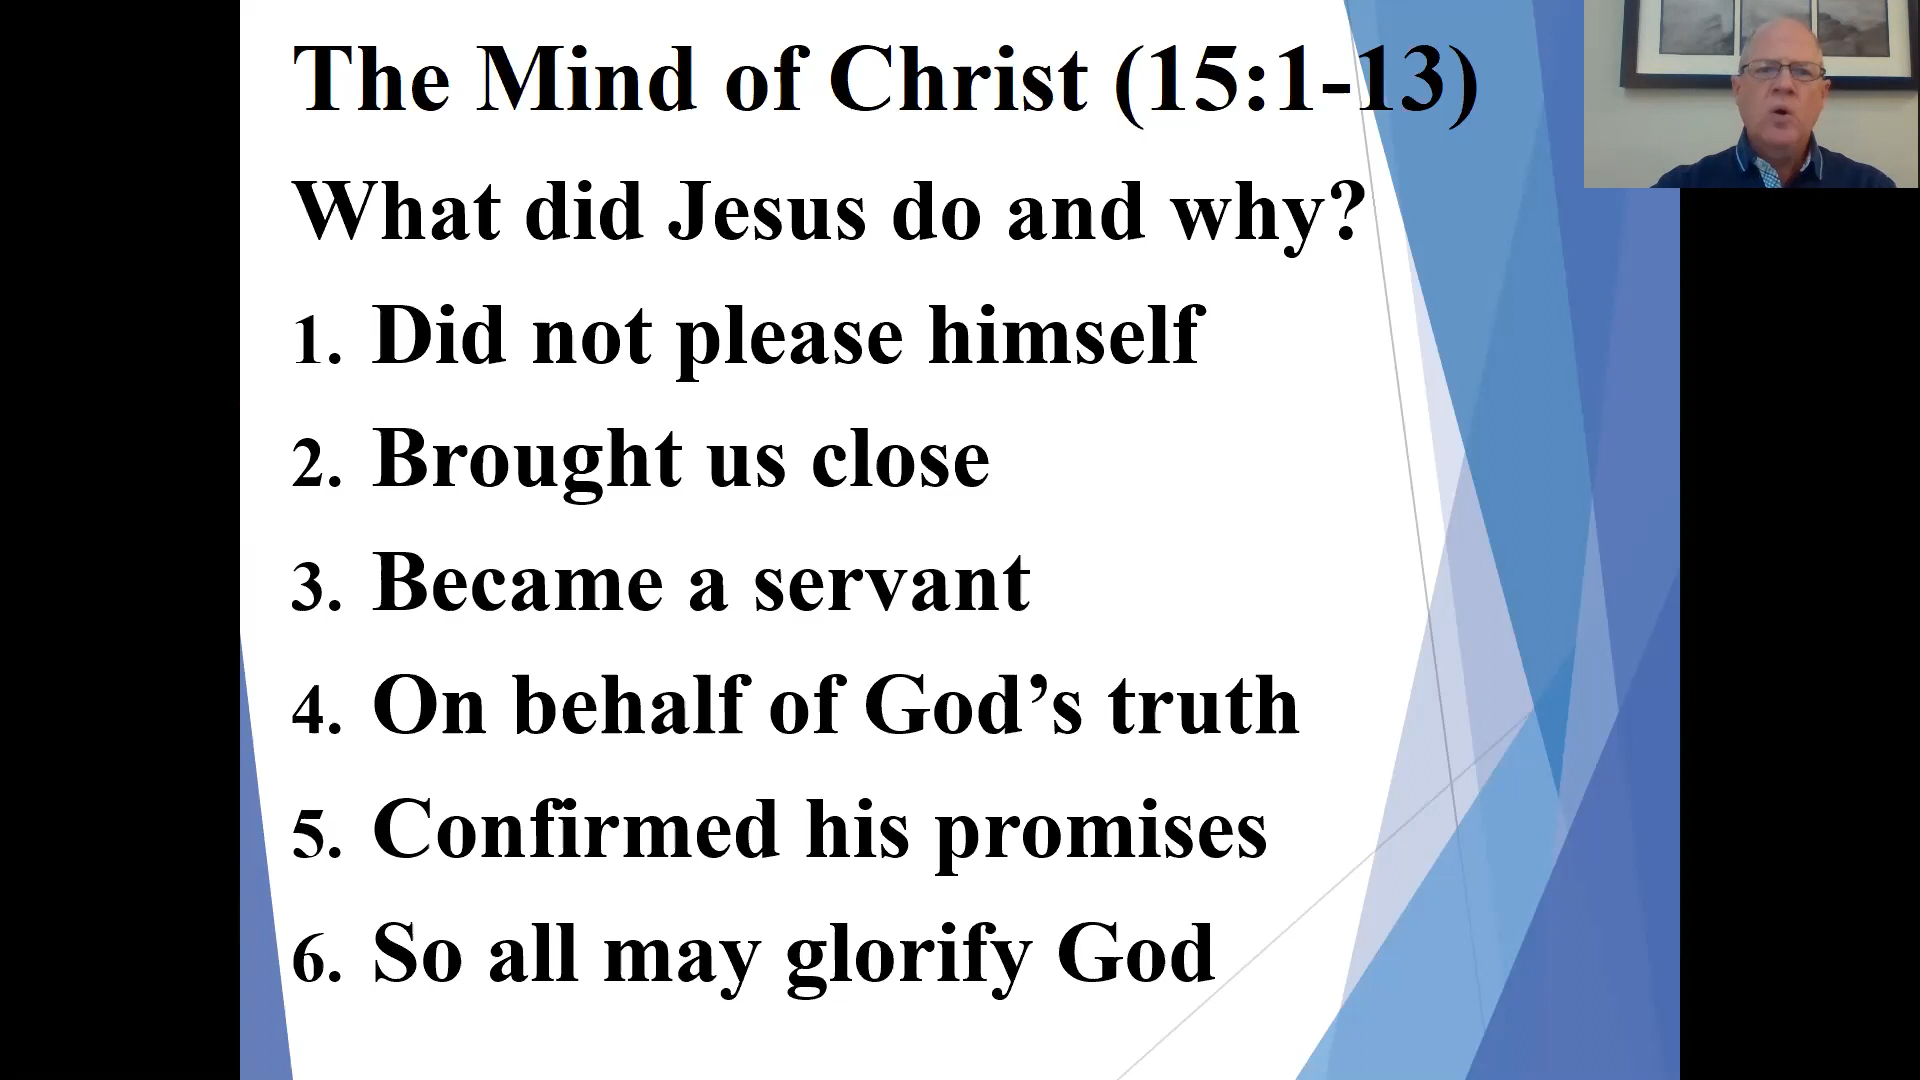 The Mind of Christ (15:1-13)
What did Jesus do and why?
1. Did not please himself
2. Brought us close
3. Became a servant
4. On behalf of God’s truth
5. Confirmed his promises
6. So all may glorify God